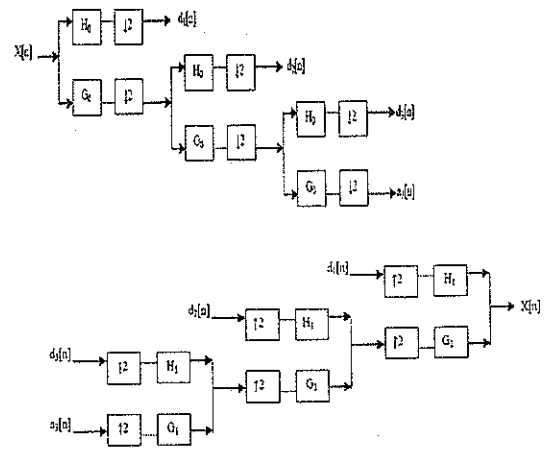 H₀ ↓2 d₁[n]
X[n]
G₀ ↓2 H₀ ↓2 d₂[n]
G₀ ↓2 H₀ ↓2 d₃[n]
G₀ ↓2 a₃[n]
d₁[n] ↑2 H₁
X[n]
d₂[n] ↑2 H₁
↑2 G₁
d₃[n] ↑2 H₁
↑2 G₁
a₃[n] ↑2 G₁